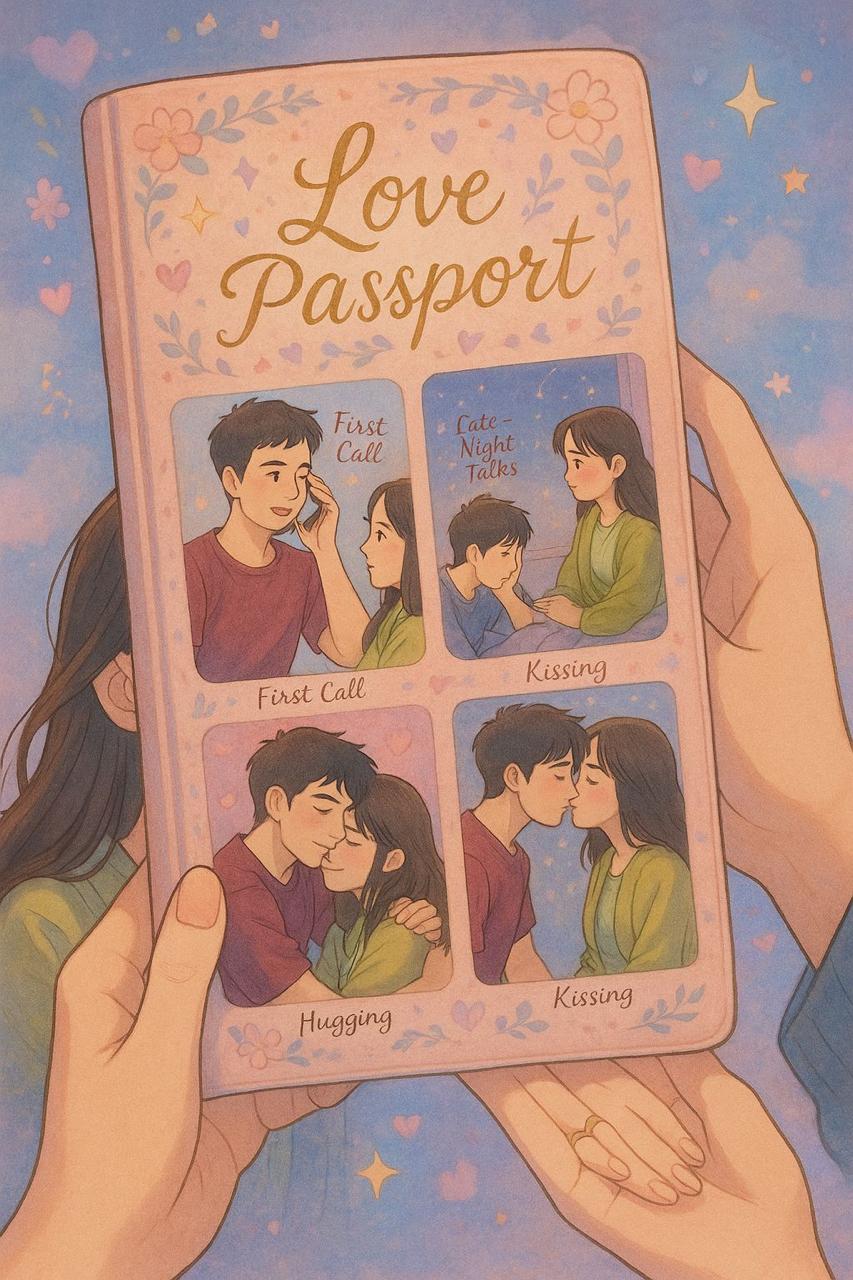 Love
Passport
First
Call
Late-
Night
Talks
First Call
Kissing
Hugging
Kissing